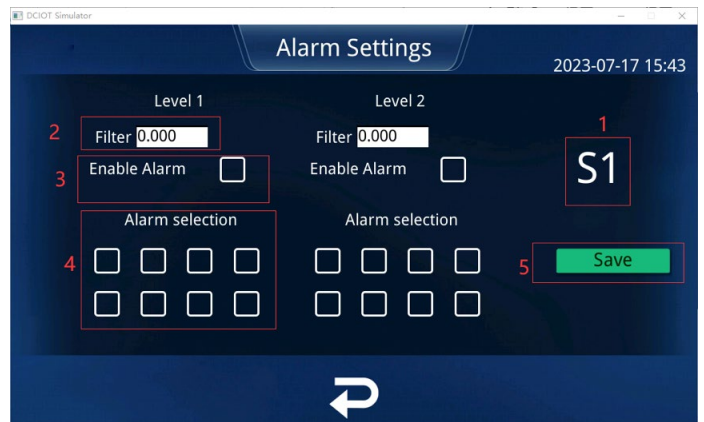 DCIOT Simulator
Alarm Settings
2023-07-17 15:43
Level 1
Level 2
1
2
Filter 0.000
Filter 0.000
S1
3
Enable Alarm
Enable Alarm
Alarm selection
Alarm selection
4
5
Save